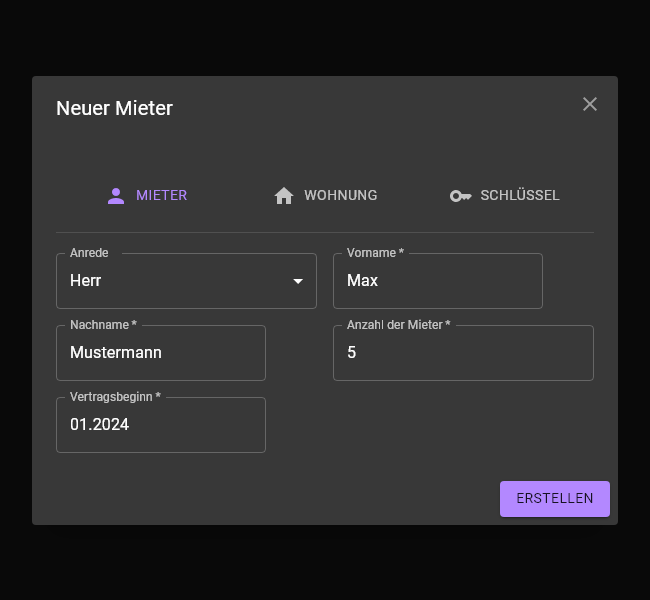 Neuer Mieter
MIETER WOHNUNG SCHLÜSSEL
Anrede Vorname *
Herr Max
Nachname * Anzahl der Mieter *
Mustermann 5
Vertragsbeginn *
01.2024
ERSTELLEN